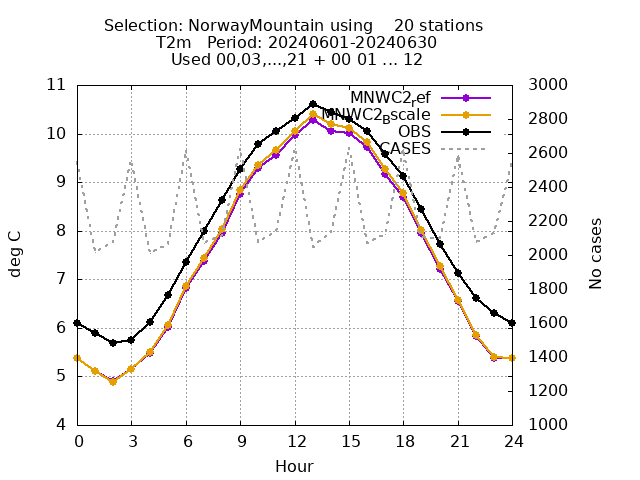 Selection: NorwayMountain using 20 stations
T2m Period: 20240601-20240630
Used 00,03,...,21 + 00 01 ... 12
11 3000
MNWC2ref
10 2800
MNWC2Bscale
OBS
CASES
2600
9 2400
8 2200
2000
7 1800
6 1600
5 1400
1200
4 1000
deg C
No cases
0 3 6 9 12 15 18 21 24
Hour